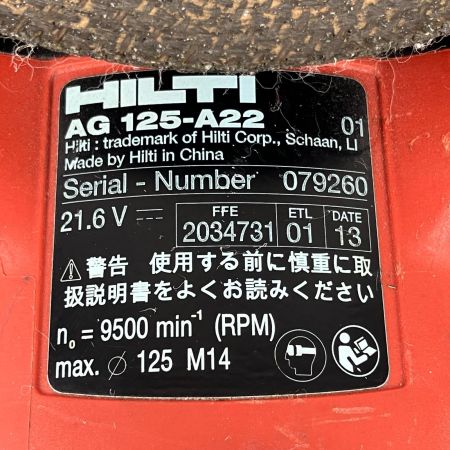 HILTI
AG 125-A22 01
Hilti : trademark of Hilti Corp., Schaan, LI
Made by Hilti in China
Serial - Number 079260
21.6 V FFE 2034731 ETL 01 DATE 13
警告 使用する前に慎重に取
扱説明書をよくお読みください
n₀ = 9500 min⁻¹ (RPM)
max. ⌀ 125 M14